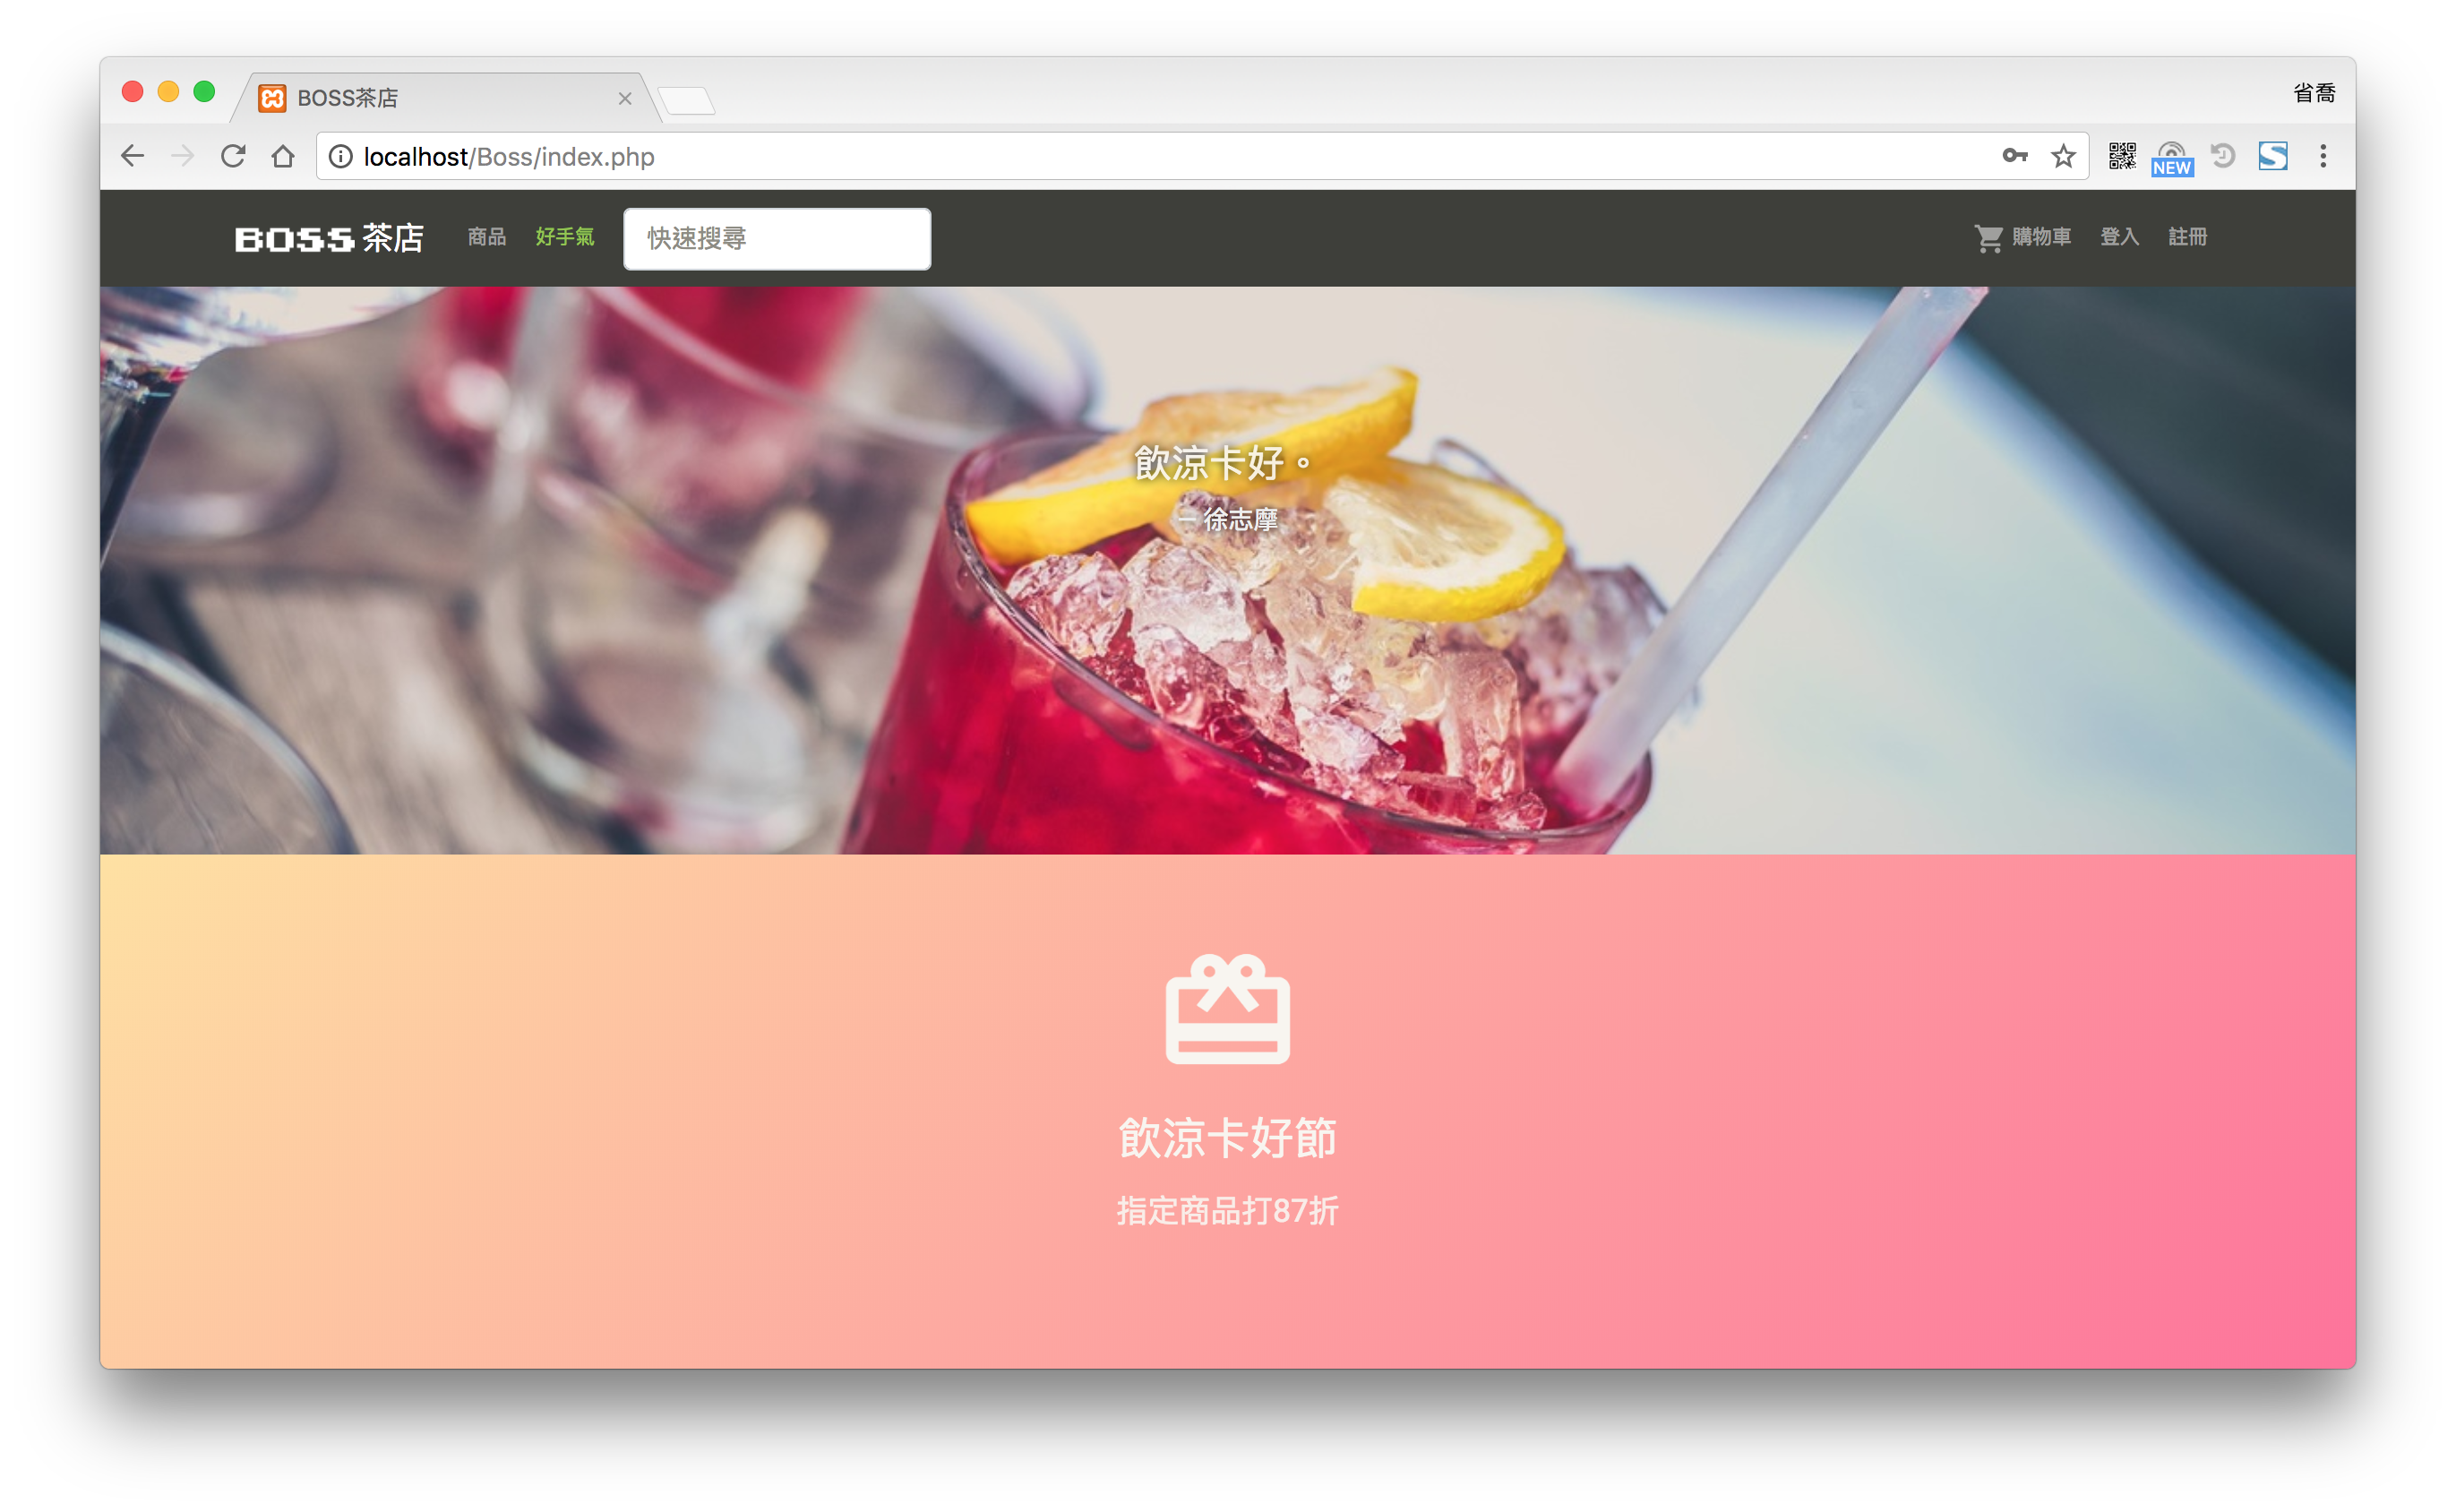 BOSS茶店
省喬
localhost/Boss/index.php
NEW
BOSS 茶店 商品 好手氣 快速搜尋 購物車 登入 註冊
飲涼卡好。
– 徐志摩
飲涼卡好節
指定商品打87折